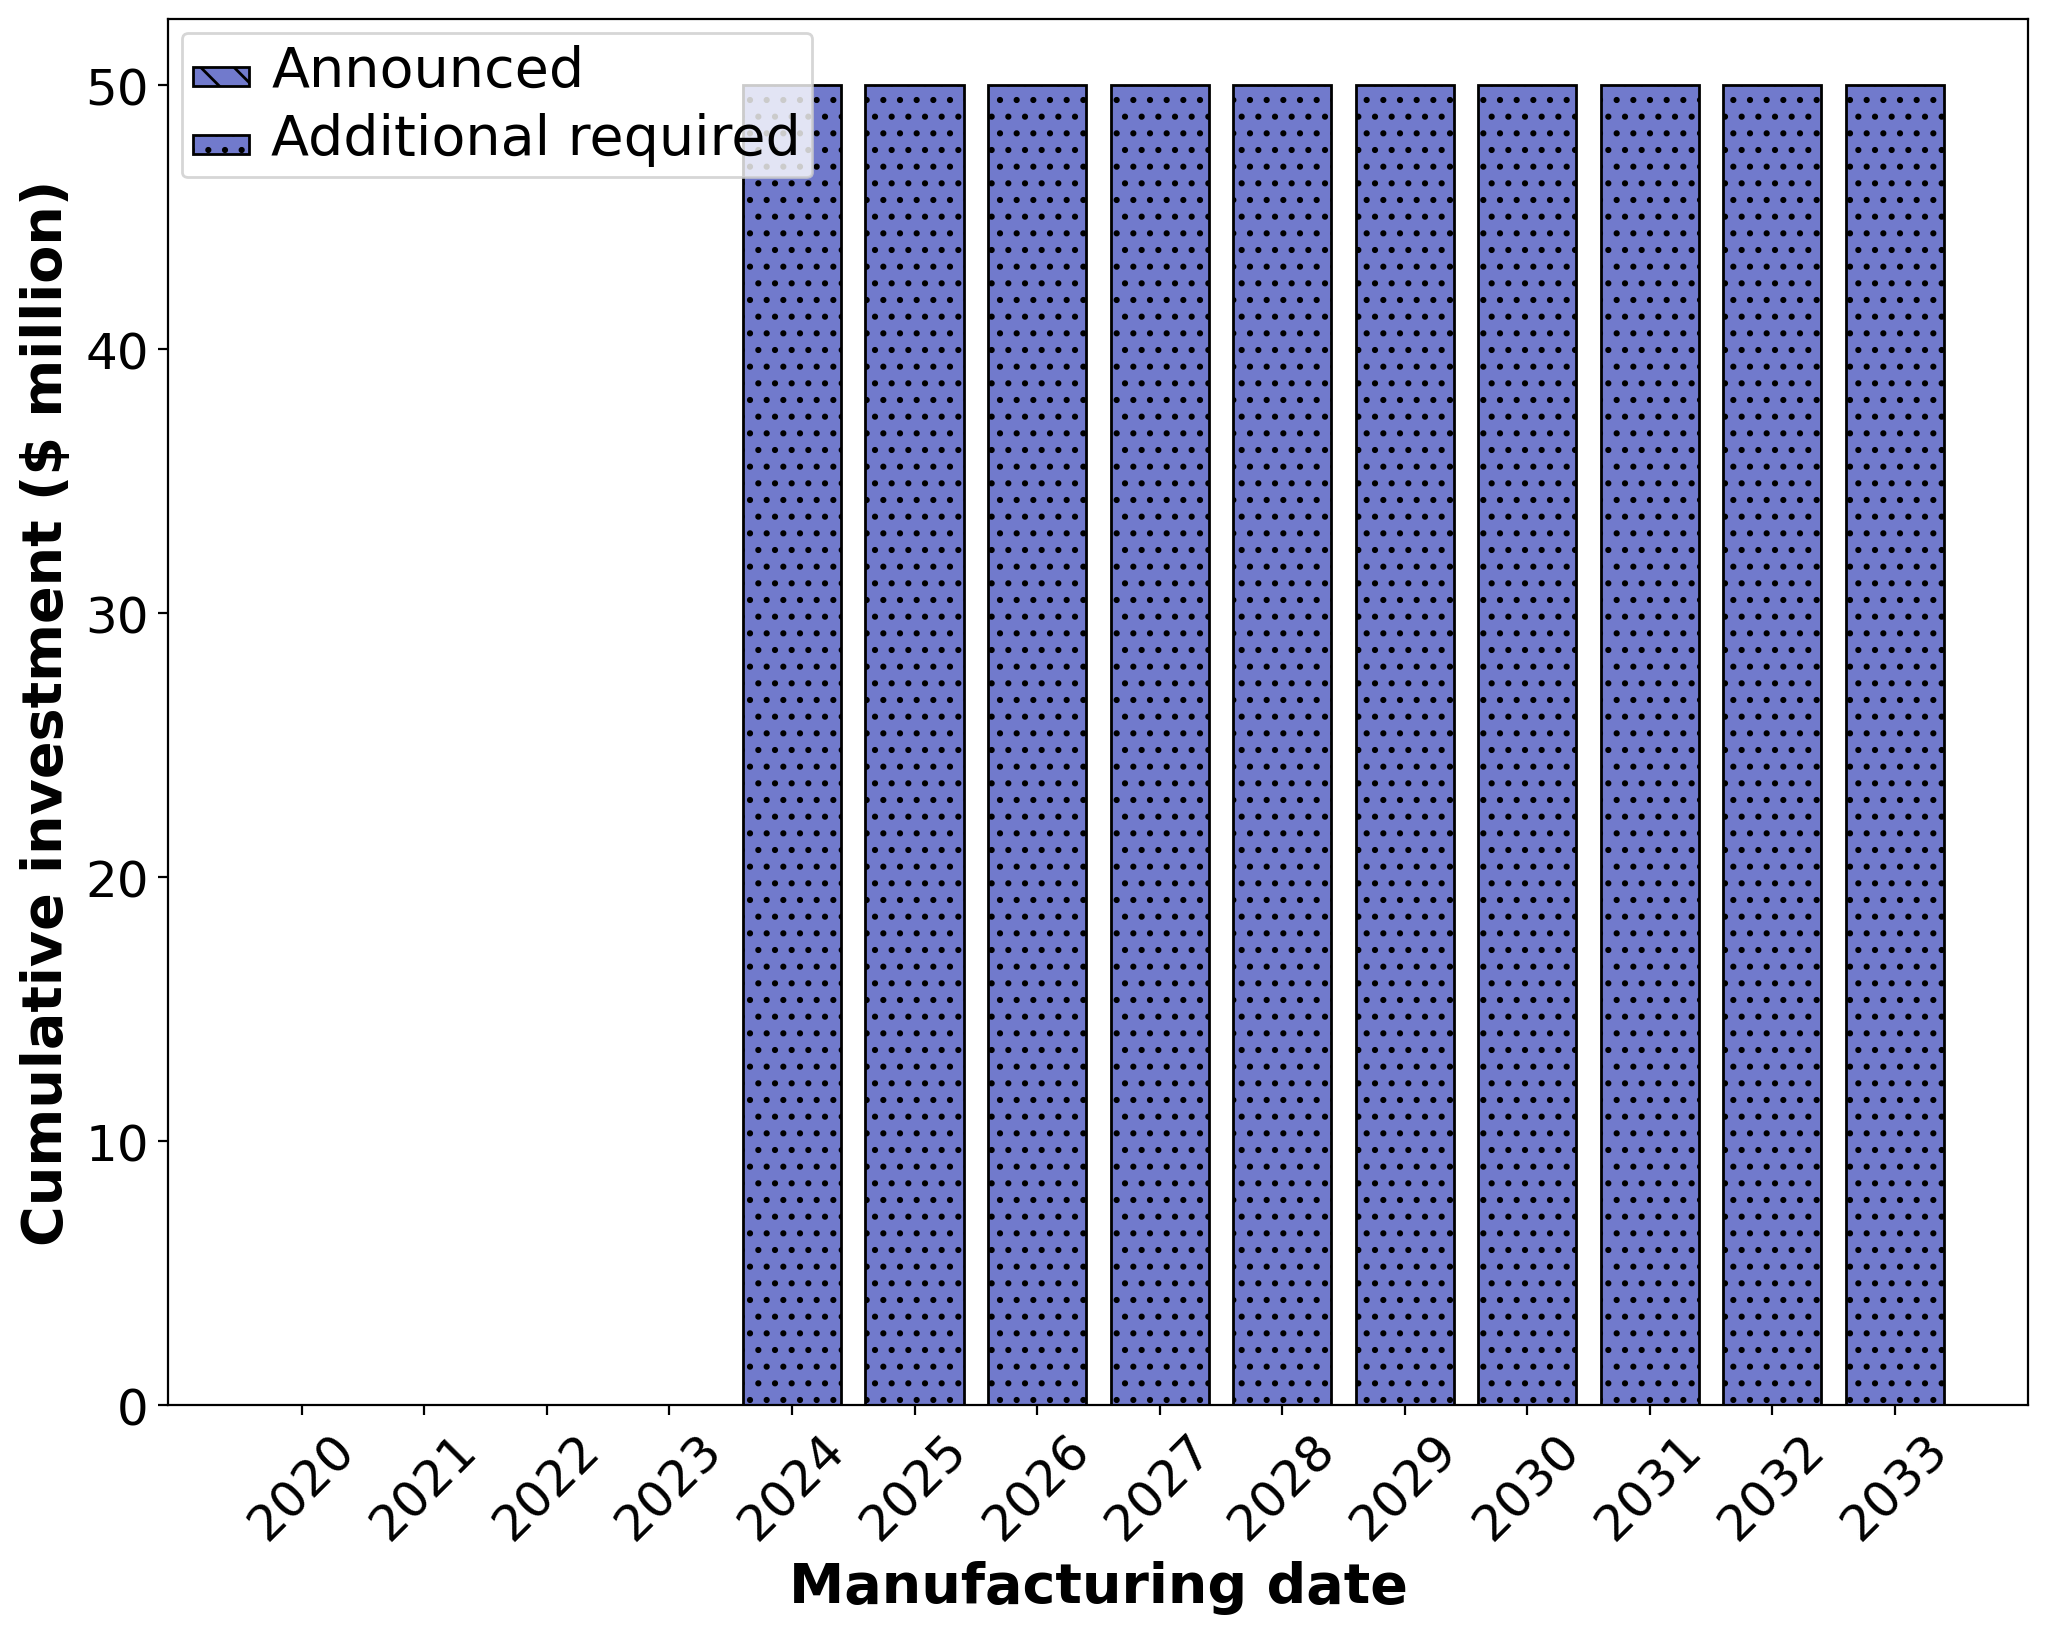 Announced
Additional required
Cumulative investment ($ million)
50
40
30
20
10
0
2020 2021 2022 2023 2024 2025 2026 2027 2028 2029 2030 2031 2032 2033
Manufacturing date